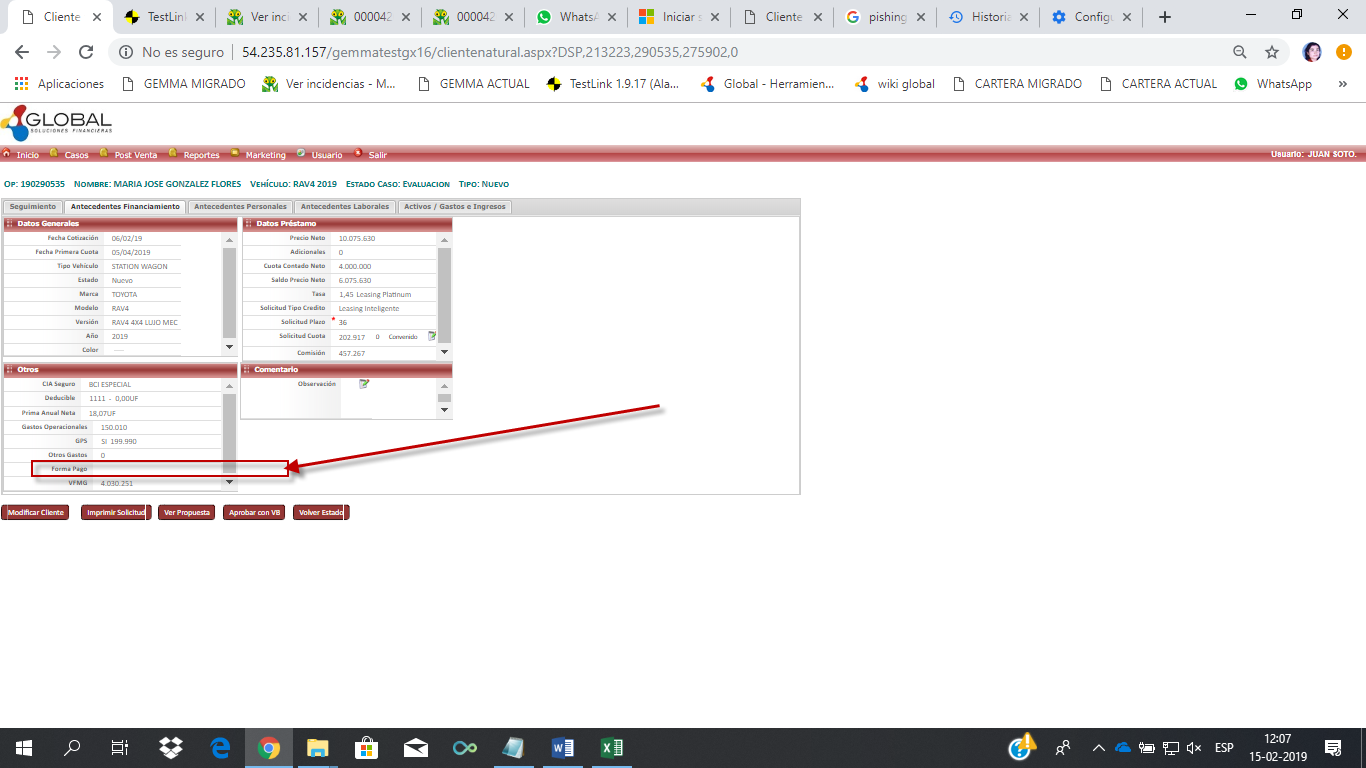 Cliente
TestLink
Ver inci
000042
000042
WhatsA
Iniciar s
Cliente
pishing
Historia
Configu
No es seguro | 54.235.81.157/gemmatestgx16/clientenatural.aspx?DSP,213223,290535,275902,0
Aplicaciones
GEMMA MIGRADO
Ver incidencias - M...
GEMMA ACTUAL
TestLink 1.9.17 (Ala...
Global - Herramien...
wiki global
CARTERA MIGRADO
CARTERA ACTUAL
WhatsApp
»
GLOBAL
SOLUCIONES FINANCIERAS
Inicio Casos Post Venta Reportes Marketing Usuario Salir
Usuario: JUAN SOTO.
Op: 190290535 Nombre: MARIA JOSE GONZALEZ FLORES Vehículo: RAV4 2019 Estado Caso: Evaluacion Tipo: Nuevo
Seguimiento Antecedentes Financiamiento Antecedentes Personales Antecedentes Laborales Activos / Gastos e Ingresos
Datos Generales
Fecha Cotización 06/02/19
Fecha Primera Cuota 05/04/2019
Tipo Vehículo STATION WAGON
Estado Nuevo
Marca TOYOTA
Modelo RAV4
Versión RAV4 4X4 LUJO MEC
Año 2019
Color ----
Datos Préstamo
Precio Neto 10.075.630
Adicionales 0
Cuota Contado Neto 4.000.000
Saldo Precio Neto 6.075.630
Tasa 1,45 Leasing Platinum
Solicitud Tipo Credito Leasing Inteligente
Solicitud Plazo * 36
Solicitud Cuota 202.917 0 Convenido
Comisión 457.267
Otros
CIA Seguro BCI ESPECIAL
Deducible 1111 - 0,00UF
Prima Anual Neta 18,07UF
Gastos Operacionales 150.010
GPS SI 199.990
Otros Gastos 0
Forma Pago
VFMG 4.030.251
Comentario
Observación
Modificar Cliente Imprimir Solicitud Ver Propuesta Aprobar con VB Volver Estado
ESP
12:07
15-02-2019